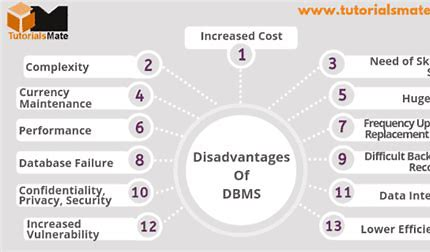 TutorialsMate
www.tutorialsmate
Increased Cost
1
Complexity
2
3
Need of Sk
S
Currency
Maintenance
4
5
Huge
Performance
6
7
Frequency Up
Replacement
Database Failure
8
9
Difficult Back
Reco
Disadvantages
Of
DBMS
Confidentiality,
Privacy, Security
10
11
Data Inte
Increased
Vulnerability
12
13
Lower Efficie